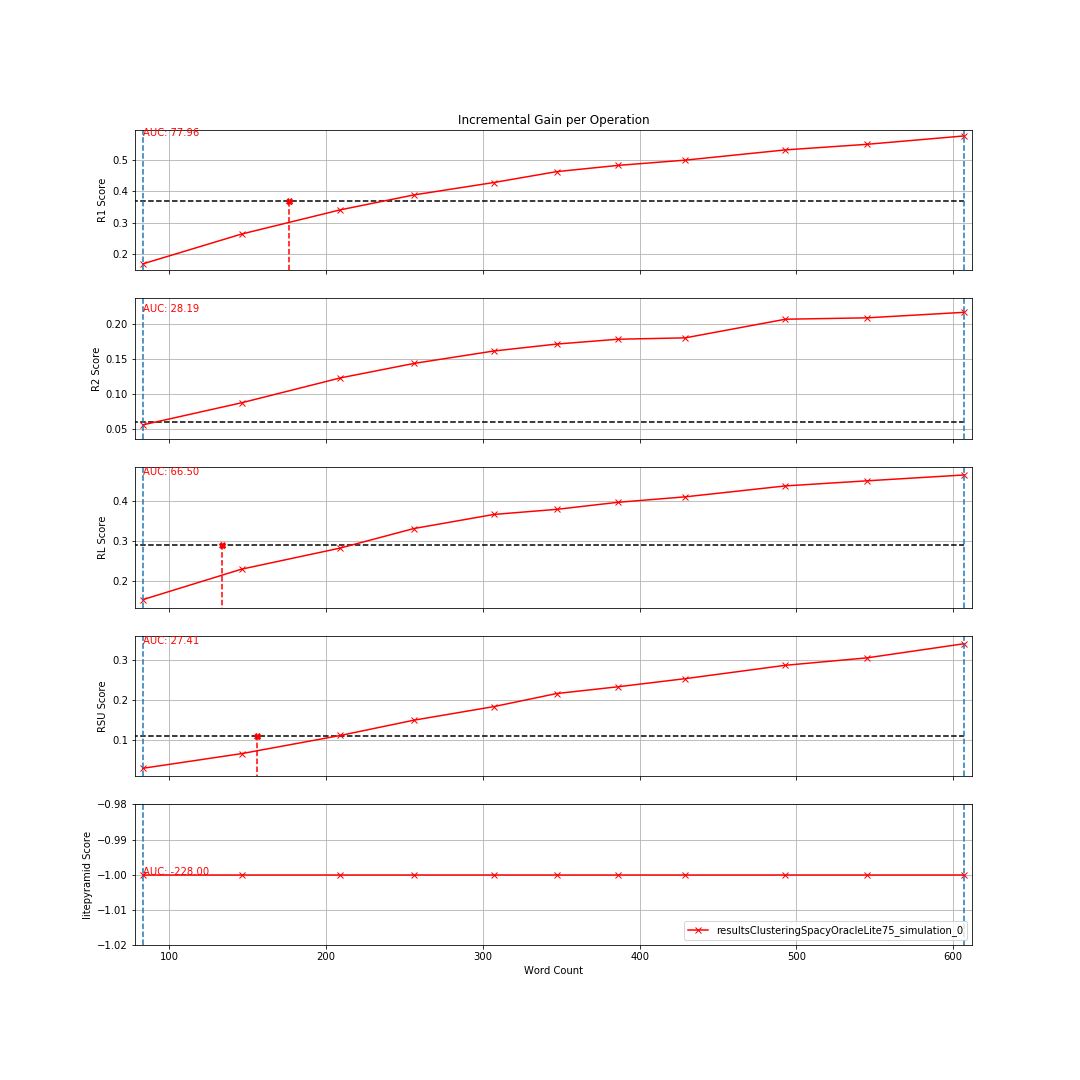 Incremental Gain per Operation
AUC: 77.96
0.5
0.4
0.3
0.2
R1 Score
AUC: 28.19
0.20
0.15
0.10
0.05
R2 Score
AUC: 66.50
0.4
0.3
0.2
RL Score
AUC: 27.41
0.3
0.2
0.1
RSU Score
−0.98
−0.99
−1.00
−1.01
−1.02
litepyramid Score
AUC: -228.00
resultsClusteringSpacyOracleLite75_simulation_0
100 200 300 400 500 600
Word Count